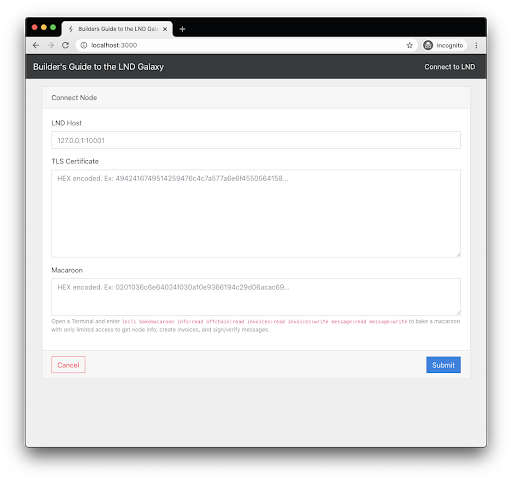 Builders Guide to the LND Gala
localhost:3000
Incognito
Builder's Guide to the LND Galaxy
Connect to LND
Connect Node
LND Host
127.0.0.1:10001
TLS Certificate
HEX encoded. Ex: 4942416749514259476c4c7a577a6e6f4550564158...
Macaroon
HEX encoded. Ex: 0201036c6e64024f030a10e9366194c29d06acac69...
Open a Terminal and enter lncli bakemacaroon info:read offchain:read invoices:read invoices:write message:read message:write to bake a macaroon
with only limited access to get node info, create invoices, and sign/verify messages.
Cancel
Submit